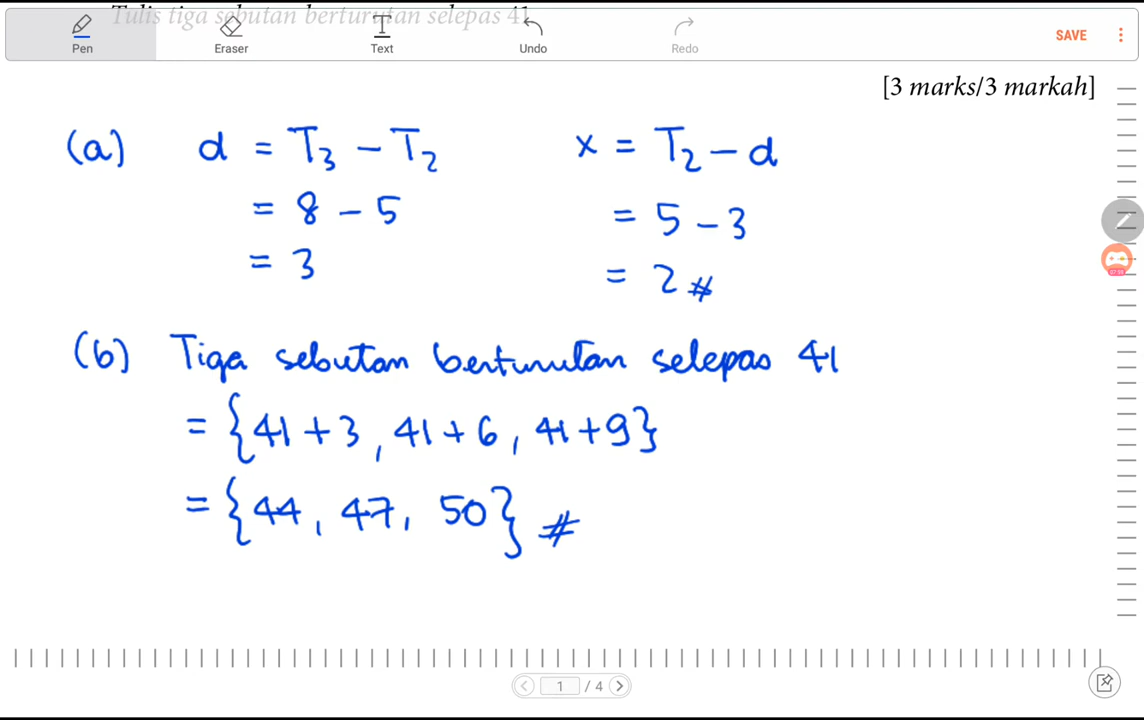 Tulis tiga sebutan berturutan selepas 41
Pen Eraser Text Undo Redo SAVE
[3 marks/3 markah]
(a) d = T₃ − T₂ x = T₂ − d
= 8 − 5 = 5 − 3
= 3 = 2 #
(b) Tiga sebutan berturutan selepas 41
= {41 + 3, 41 + 6, 41 + 9}
= {44, 47, 50} #
1 / 4